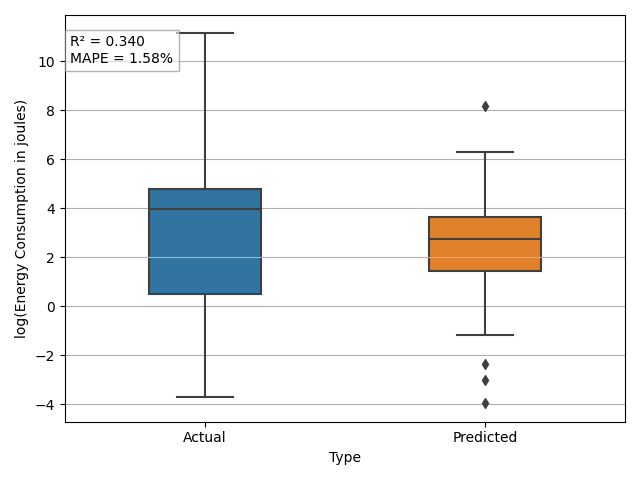 R² = 0.340
MAPE = 1.58%
log(Energy Consumption in joules)
10
8
6
4
2
0
−2
−4
Actual
Predicted
Type